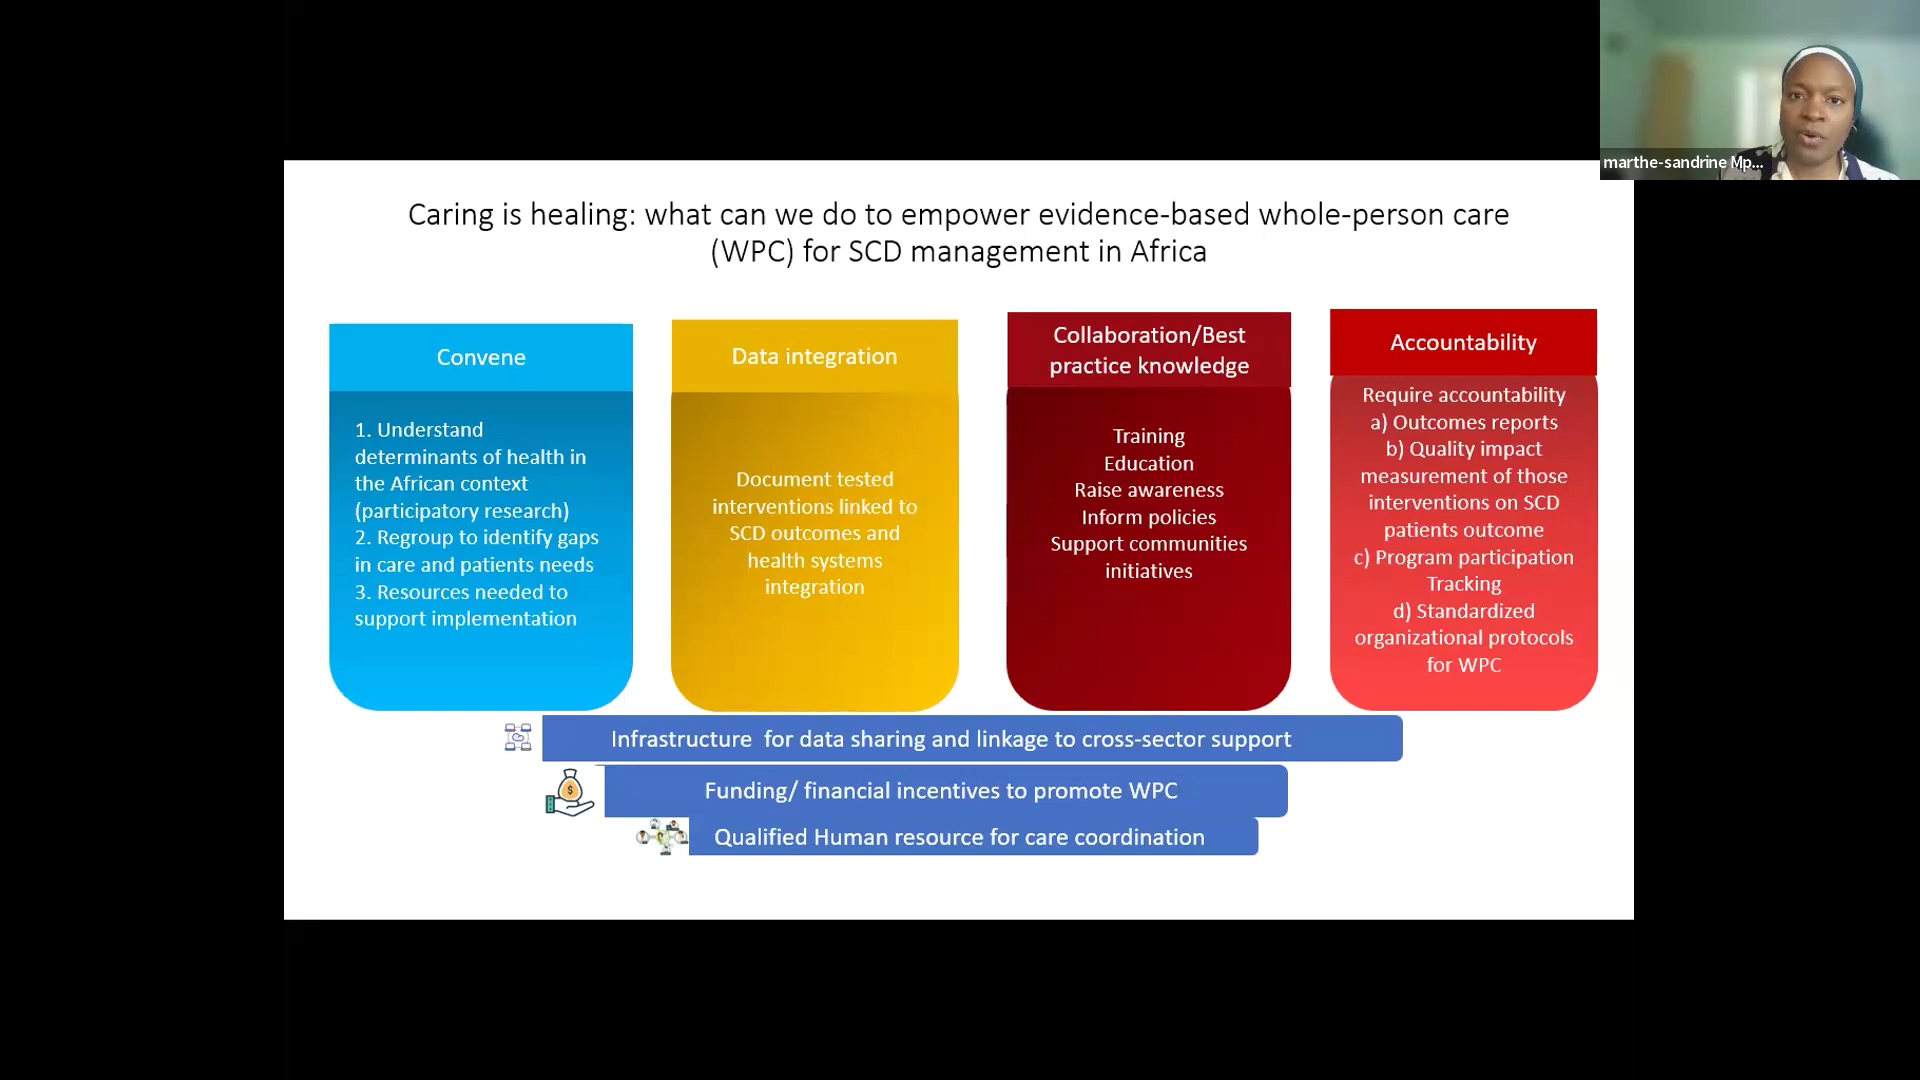 marthe-sandrine Mp...
Caring is healing: what can we do to empower evidence-based whole-person care
(WPC) for SCD management in Africa
Convene
1. Understand
determinants of health in
the African context
(participatory research)
2. Regroup to identify gaps
in care and patients needs
3. Resources needed to
support implementation
Data integration
Document tested
interventions linked to
SCD outcomes and
health systems
integration
Collaboration/Best
practice knowledge
Training
Education
Raise awareness
Inform policies
Support communities
initiatives
Accountability
Require accountability
a) Outcomes reports
b) Quality impact
measurement of those
interventions on SCD
patients outcome
c) Program participation
Tracking
d) Standardized
organizational protocols
for WPC
Infrastructure  for data sharing and linkage to cross-sector support
$
Funding/ financial incentives to promote WPC
Qualified Human resource for care coordination